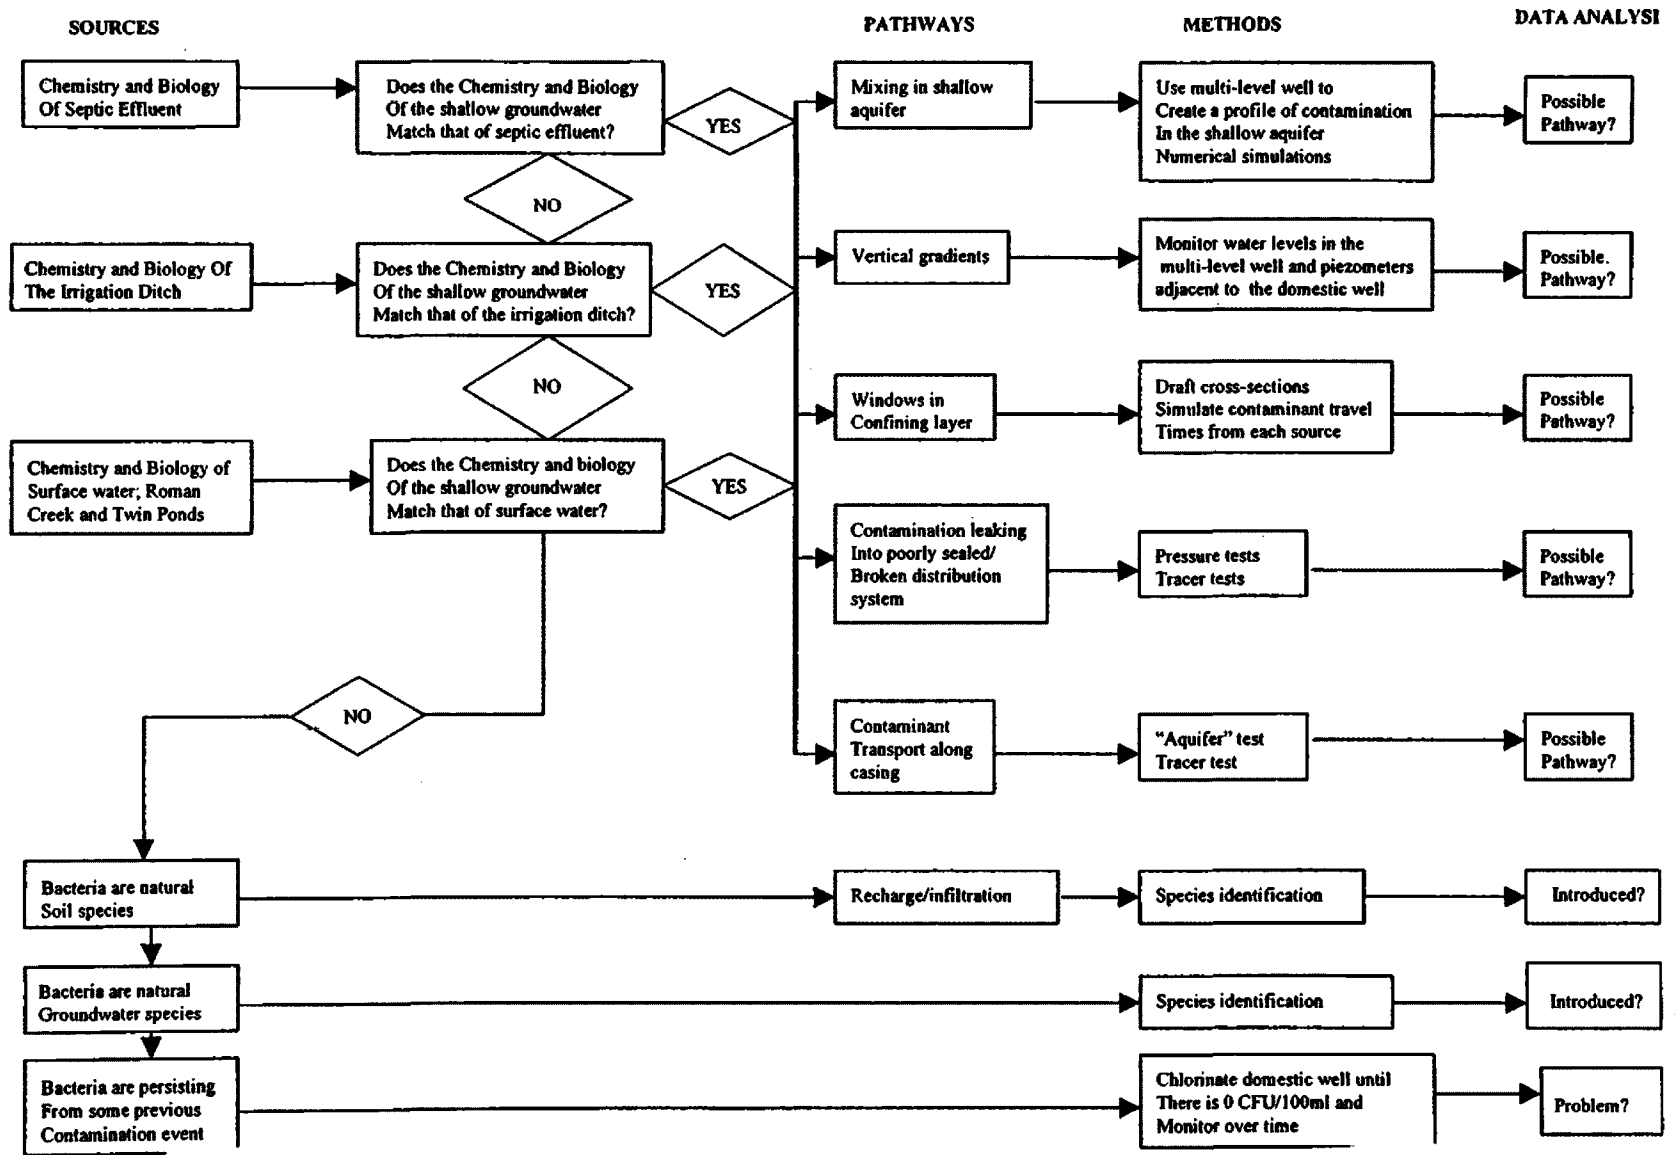 SOURCES
PATHWAYS
METHODS
DATA ANALYSI
Chemistry and Biology
Of Septic Effluent
Does the Chemistry and Biology
Of the shallow groundwater
Match that of septic effluent?
YES
Mixing in shallow
aquifer
Use multi-level well to
Create a profile of contamination
In the shallow aquifer
Numerical simulations
Possible
Pathway?
NO
Chemistry and Biology Of
The Irrigation Ditch
Does the Chemistry and Biology
Of the shallow groundwater
Match that of the irrigation ditch?
YES
Vertical gradients
Monitor water levels in the
multi-level well and piezometers
adjacent to the domestic well
Possible.
Pathway?
NO
Windows in
Confining layer
Draft cross-sections
Simulate contaminant travel
Times from each source
Possible
Pathway?
Chemistry and Biology of
Surface water; Roman
Creek and Twin Ponds
Does the Chemistry and biology
Of the shallow groundwater
Match that of surface water?
YES
Contamination leaking
Into poorly sealed/
Broken distribution
system
Pressure tests
Tracer tests
Possible
Pathway?
NO
Contaminant
Transport along
casing
"Aquifer" test
Tracer test
Possible
Pathway?
Bacteria are natural
Soil species
Recharge/infiltration
Species identification
Introduced?
Bacteria are natural
Groundwater species
Species identification
Introduced?
Bacteria are persisting
From some previous
Contamination event
Chlorinate domestic well until
There is 0 CFU/100ml and
Monitor over time
Problem?